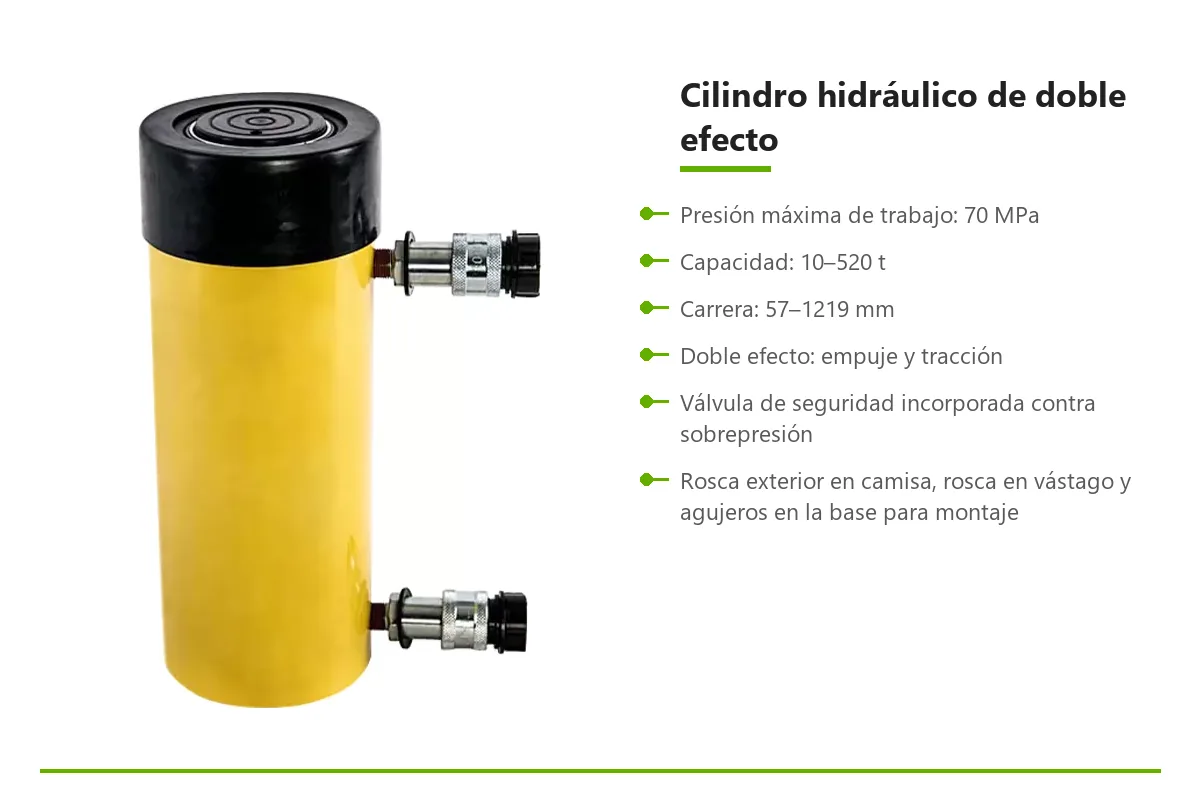 Cilindro hidráulico de doble
efecto
Presión máxima de trabajo: 70 MPa
Capacidad: 10–520 t
Carrera: 57–1219 mm
Doble efecto: empuje y tracción
Válvula de seguridad incorporada contra
sobrepresión
Rosca exterior en camisa, rosca en vástago y
agujeros en la base para montaje